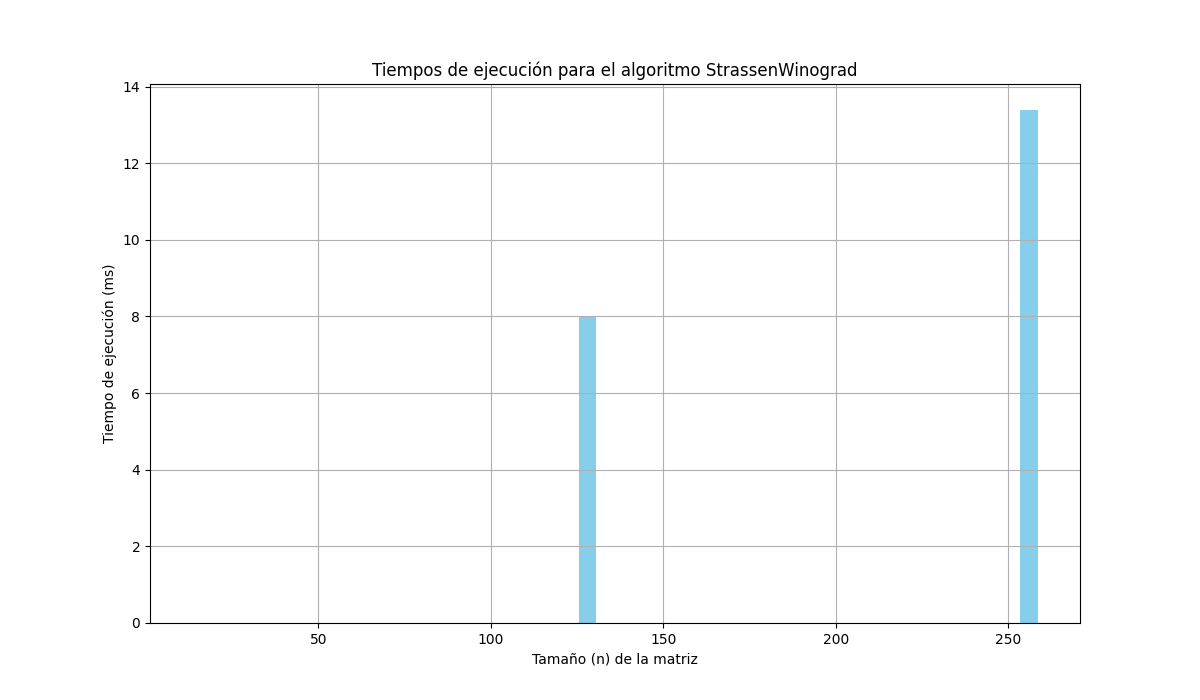 Tiempos de ejecución para el algoritmo StrassenWinograd
14
12
10
8
6
4
2
0
Tiempo de ejecución (ms)
50 100 150 200 250
Tamaño (n) de la matriz